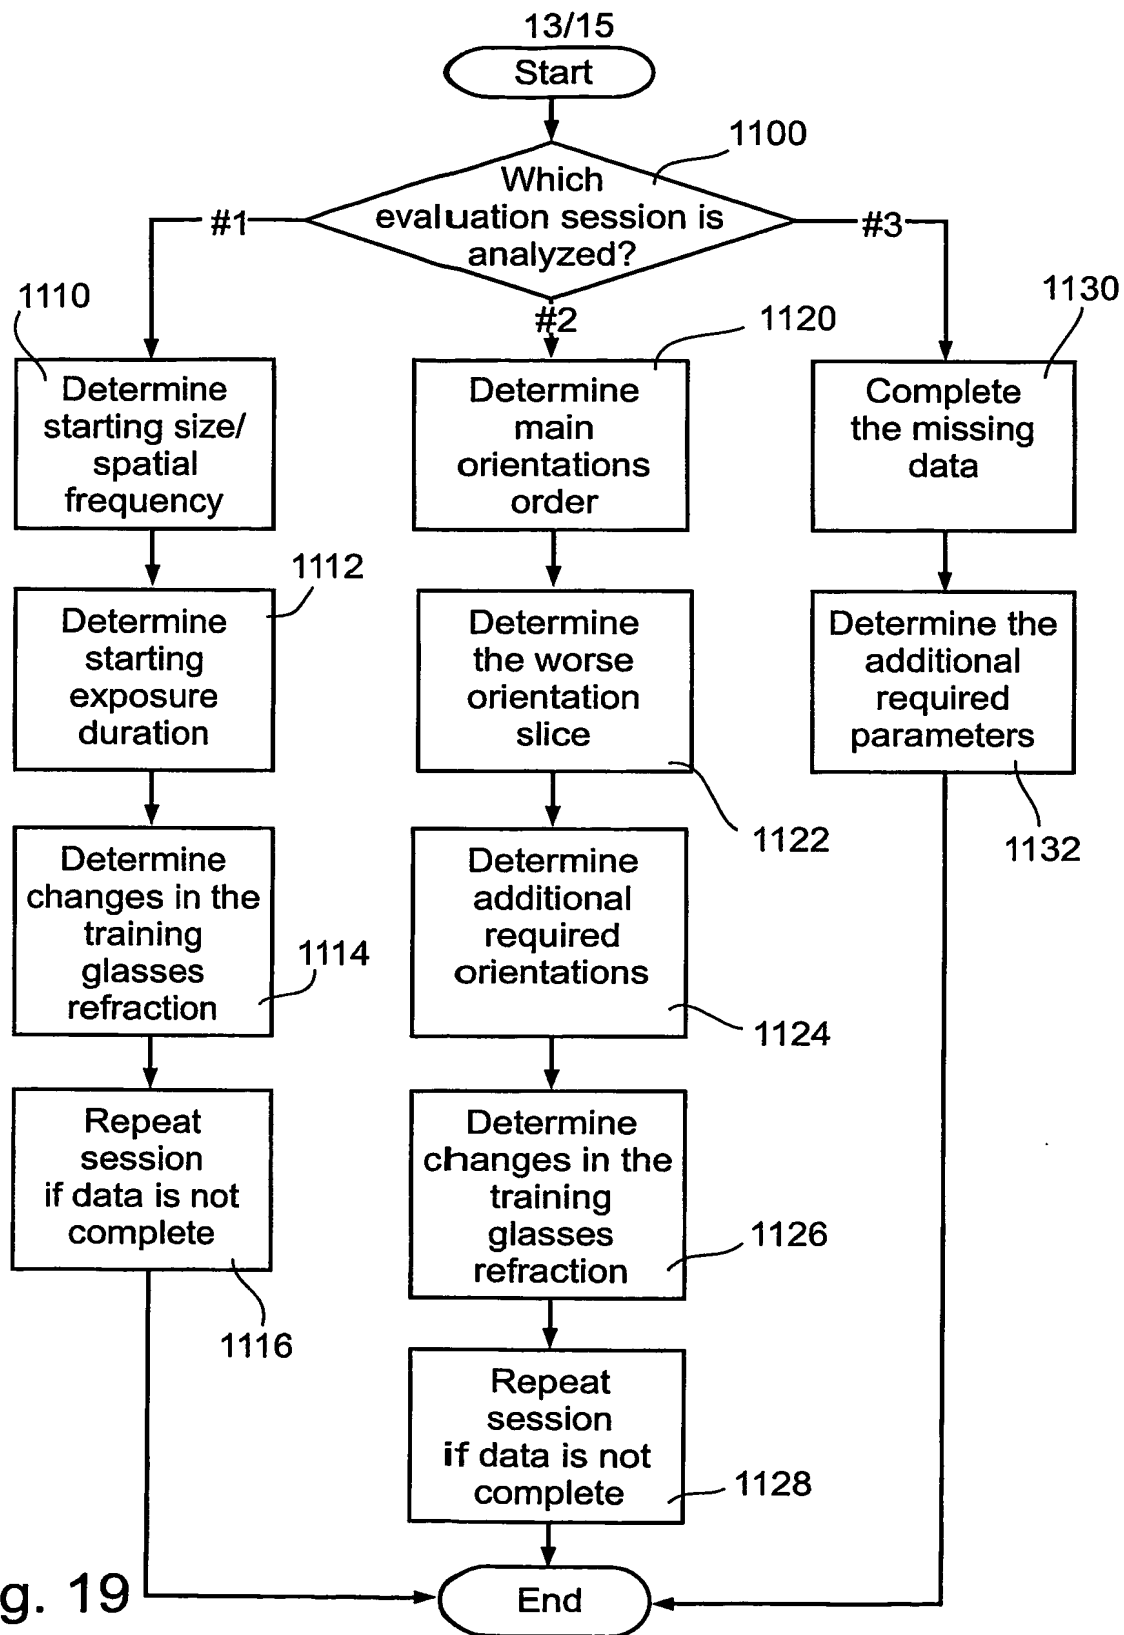 13/15
Start
1100
Which
evaluation session is
analyzed?
#1
#2
#3
1110
Determine
starting size/
spatial
frequency
1112
Determine
starting
exposure
duration
Determine
changes in the
training
glasses
refraction
1114
Repeat
session
if data is not
complete
1116
1120
Determine
main
orientations
order
Determine
the worse
orientation
slice
1122
Determine
additional
required
orientations
1124
Determine
changes in the
training
glasses
refraction
1126
Repeat
session
if data is not
complete
1128
1130
Complete
the missing
data
Determine the
additional
required
parameters
1132
End
g. 19